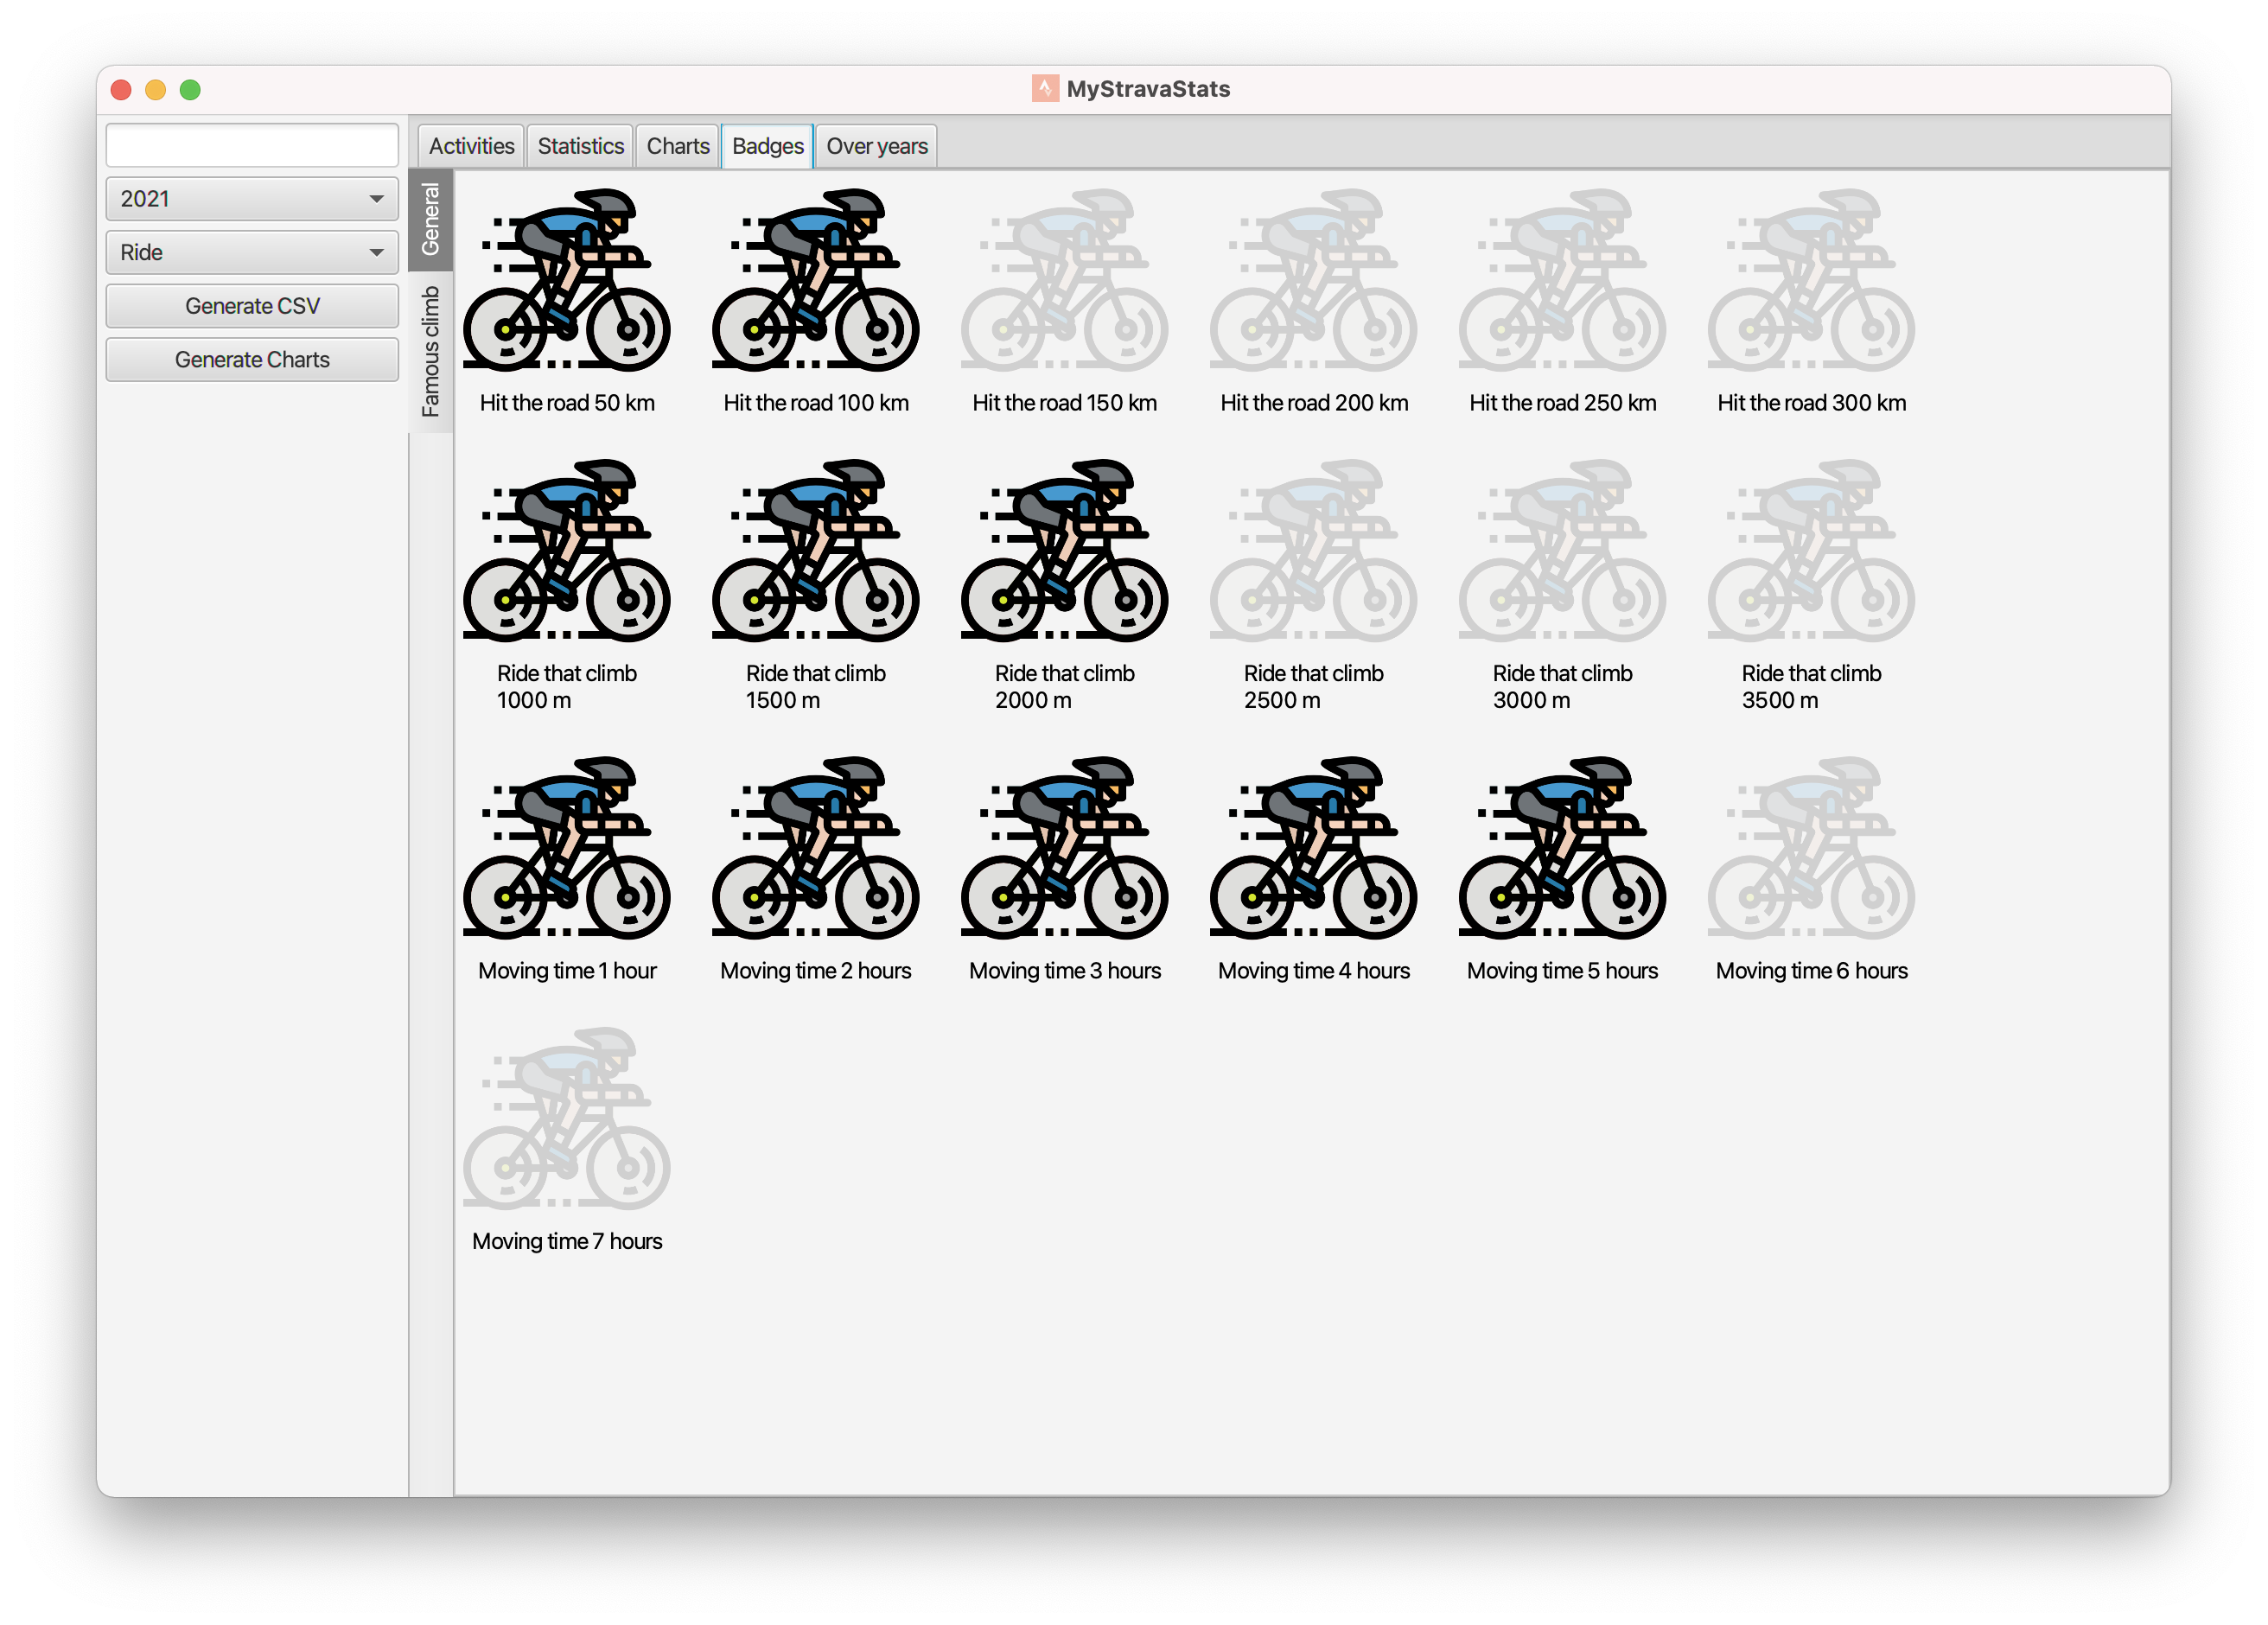 MyStravaStats
Activities
Statistics
Charts
Badges
Over years
2021
Ride
Generate CSV
Generate Charts
General
Famous climb
Hit the road 50 km
Hit the road 100 km
Hit the road 150 km
Hit the road 200 km
Hit the road 250 km
Hit the road 300 km
Ride that climb
1000 m
Ride that climb
1500 m
Ride that climb
2000 m
Ride that climb
2500 m
Ride that climb
3000 m
Ride that climb
3500 m
Moving time 1 hour
Moving time 2 hours
Moving time 3 hours
Moving time 4 hours
Moving time 5 hours
Moving time 6 hours
Moving time 7 hours